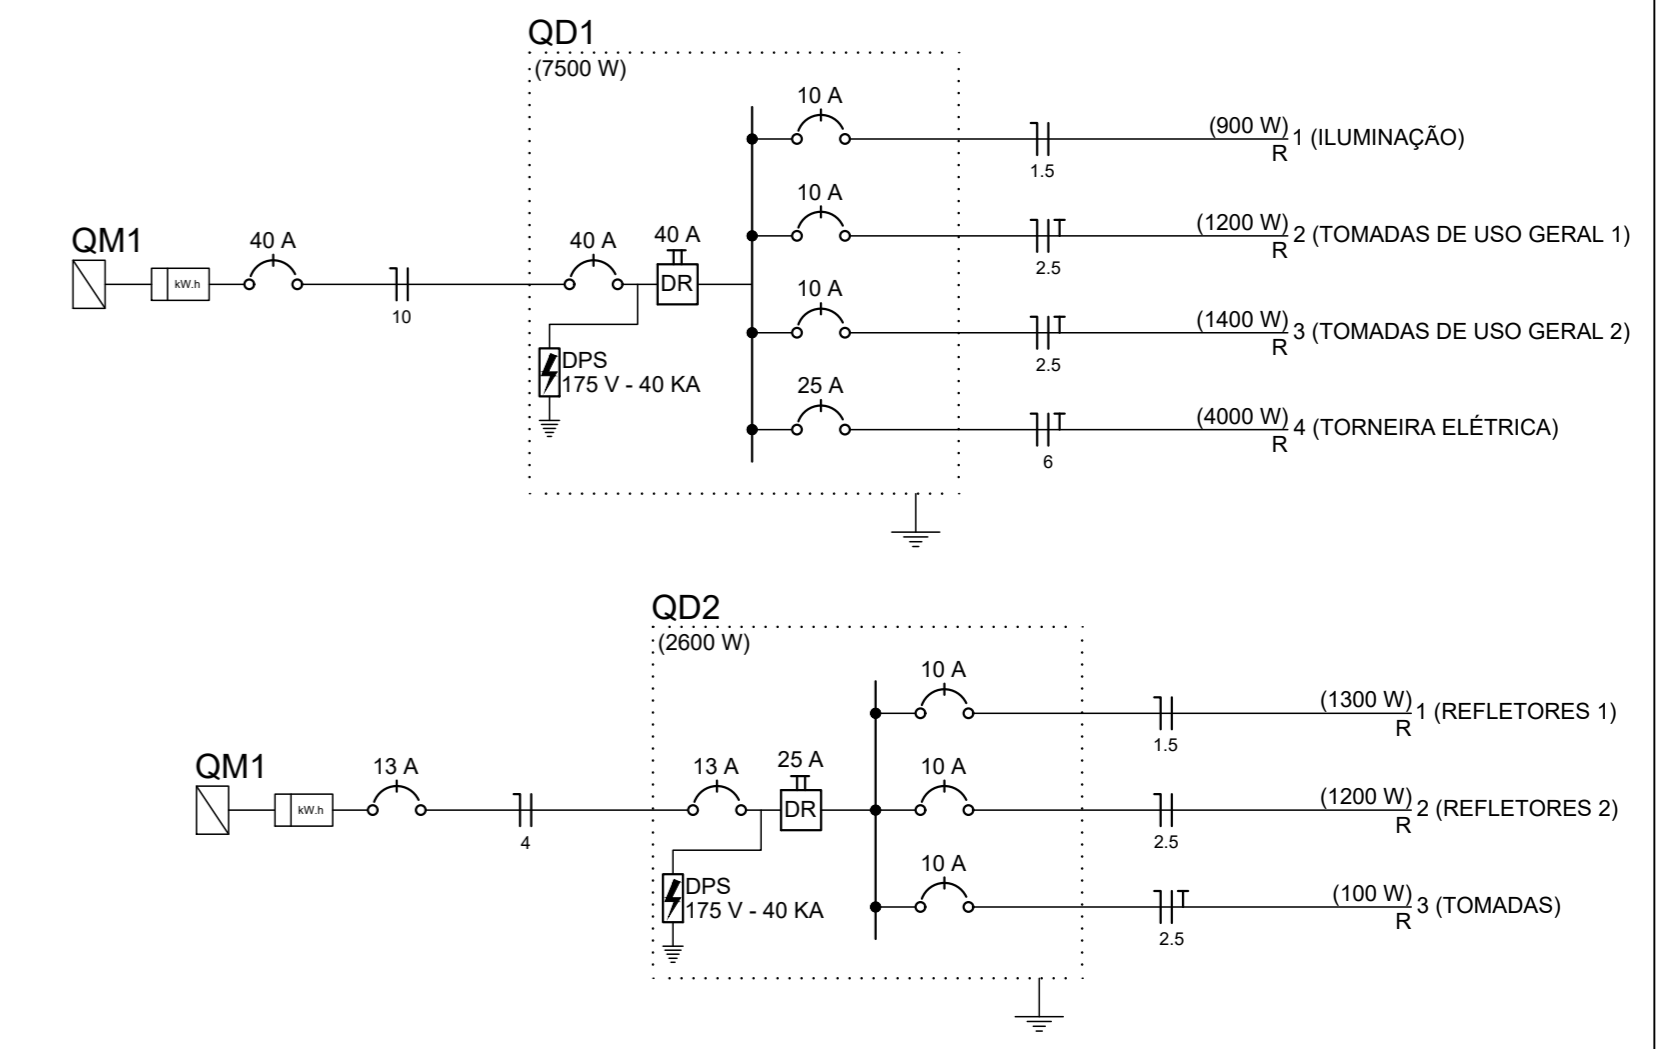 QD1
(7500 W)
10 A
(900 W)
1 (ILUMINAÇÃO)
R
1.5
10 A
(1200 W)
2 (TOMADAS DE USO GERAL 1)
R
2.5
QM1
kW.h
40 A
10
40 A
40 A
DR
DPS
175 V - 40 KA
10 A
(1400 W)
3 (TOMADAS DE USO GERAL 2)
R
2.5
25 A
(4000 W)
4 (TORNEIRA ELÉTRICA)
R
6
QD2
(2600 W)
10 A
(1300 W)
1 (REFLETORES 1)
R
1.5
QM1
kW.h
13 A
4
13 A
25 A
DR
DPS
175 V - 40 KA
10 A
(1200 W)
2 (REFLETORES 2)
R
2.5
10 A
(100 W)
3 (TOMADAS)
R
2.5